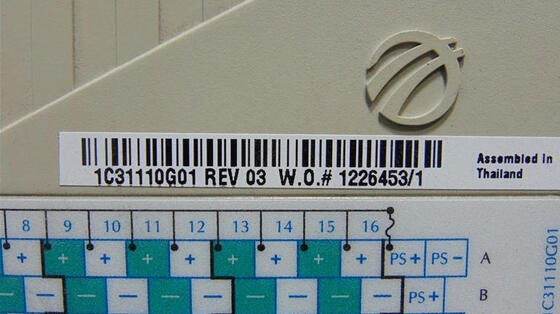 1C31110G01 REV 03 W.O.# 1226453/1
Assembled in
Thailand
8 9 10 11 12 13 14 15 16
+ + + + + + + + + PS+ PS− A
− − − − − − − − PS+ B
1C31110G01